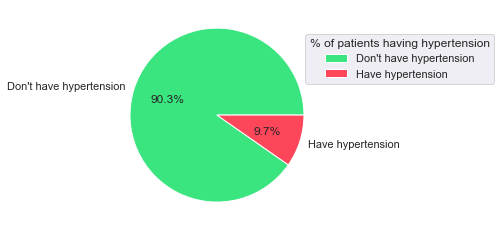 % of patients having hypertension
Don't have hypertension
Have hypertension
Don't have hypertension
90.3%
9.7%
Have hypertension